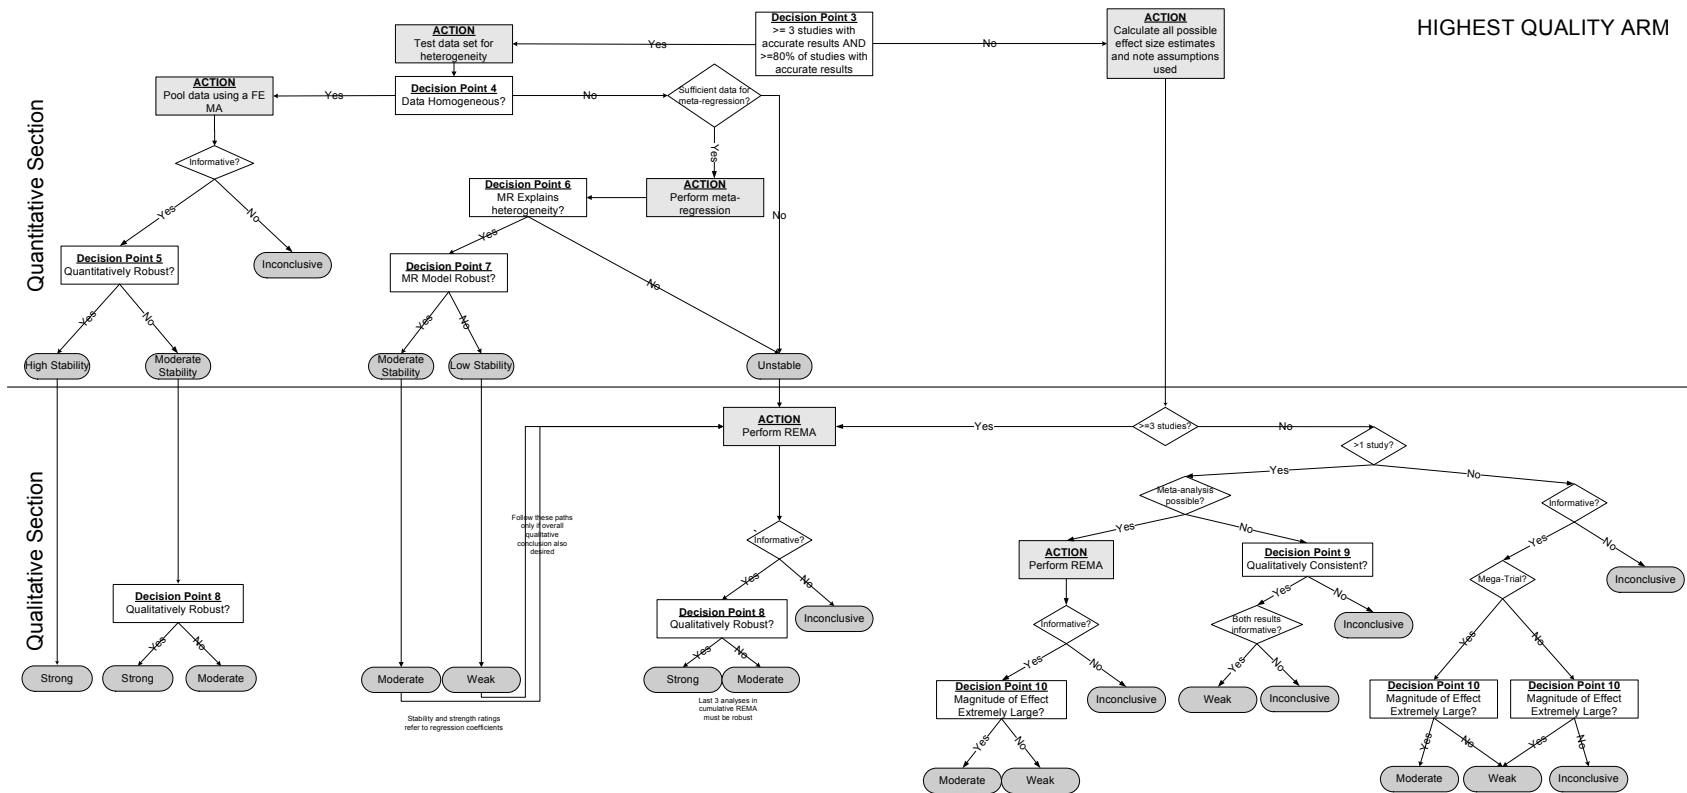 HIGHEST QUALITY ARM
Decision Point 3
>= 3 studies with
accurate results AND
>=80% of studies with
accurate results
Yes
No
ACTION
Test data set for
heterogeneity
ACTION
Calculate all possible
effect size estimates
and note assumptions
used
Quantitative Section
ACTION
Pool data using a FE
MA
Yes
Decision Point 4
Data Homogeneous?
No
Sufficient data for
meta-regression?
Yes
No
Informative?
Yes
No
Decision Point 6
MR Explains
heterogeneity?
ACTION
Perform meta-
regression
Yes
No
Decision Point 5
Quantitatively Robust?
Inconclusive
Decision Point 7
MR Model Robust?
Yes
No
Yes
No
High Stability
Moderate
Stability
Moderate
Stability
Low Stability
Unstable
Qualitative Section
ACTION
Perform REMA
Yes
>=3 studies?
No
>1 study?
Yes
No
Meta-analysis
possible?
Informative?
Follow these paths
only if overall
qualitative
conclusion also
desired
Informative?
Yes
No
Yes
No
Yes
No
ACTION
Perform REMA
Decision Point 9
Qualitatively Consistent?
Mega-Trial?
Inconclusive
Decision Point 8
Qualitatively Robust?
Decision Point 8
Qualitatively Robust?
Inconclusive
Informative?
Yes
No
Both results
informative?
Inconclusive
Yes
No
Yes
No
Yes
No
Yes
No
Yes
No
Yes
No
Strong
Strong
Moderate
Moderate
Weak
Strong
Moderate
Decision Point 10
Magnitude of Effect
Extremely Large?
Inconclusive
Weak
Inconclusive
Decision Point 10
Magnitude of Effect
Extremely Large?
Decision Point 10
Magnitude of Effect
Extremely Large?
Last 3 analyses in
cumulative REMA
must be robust
Stability and strength ratings
refer to regression coefficients
Yes
No
Yes
No
Yes
No
Moderate
Weak
Moderate
Weak
Inconclusive